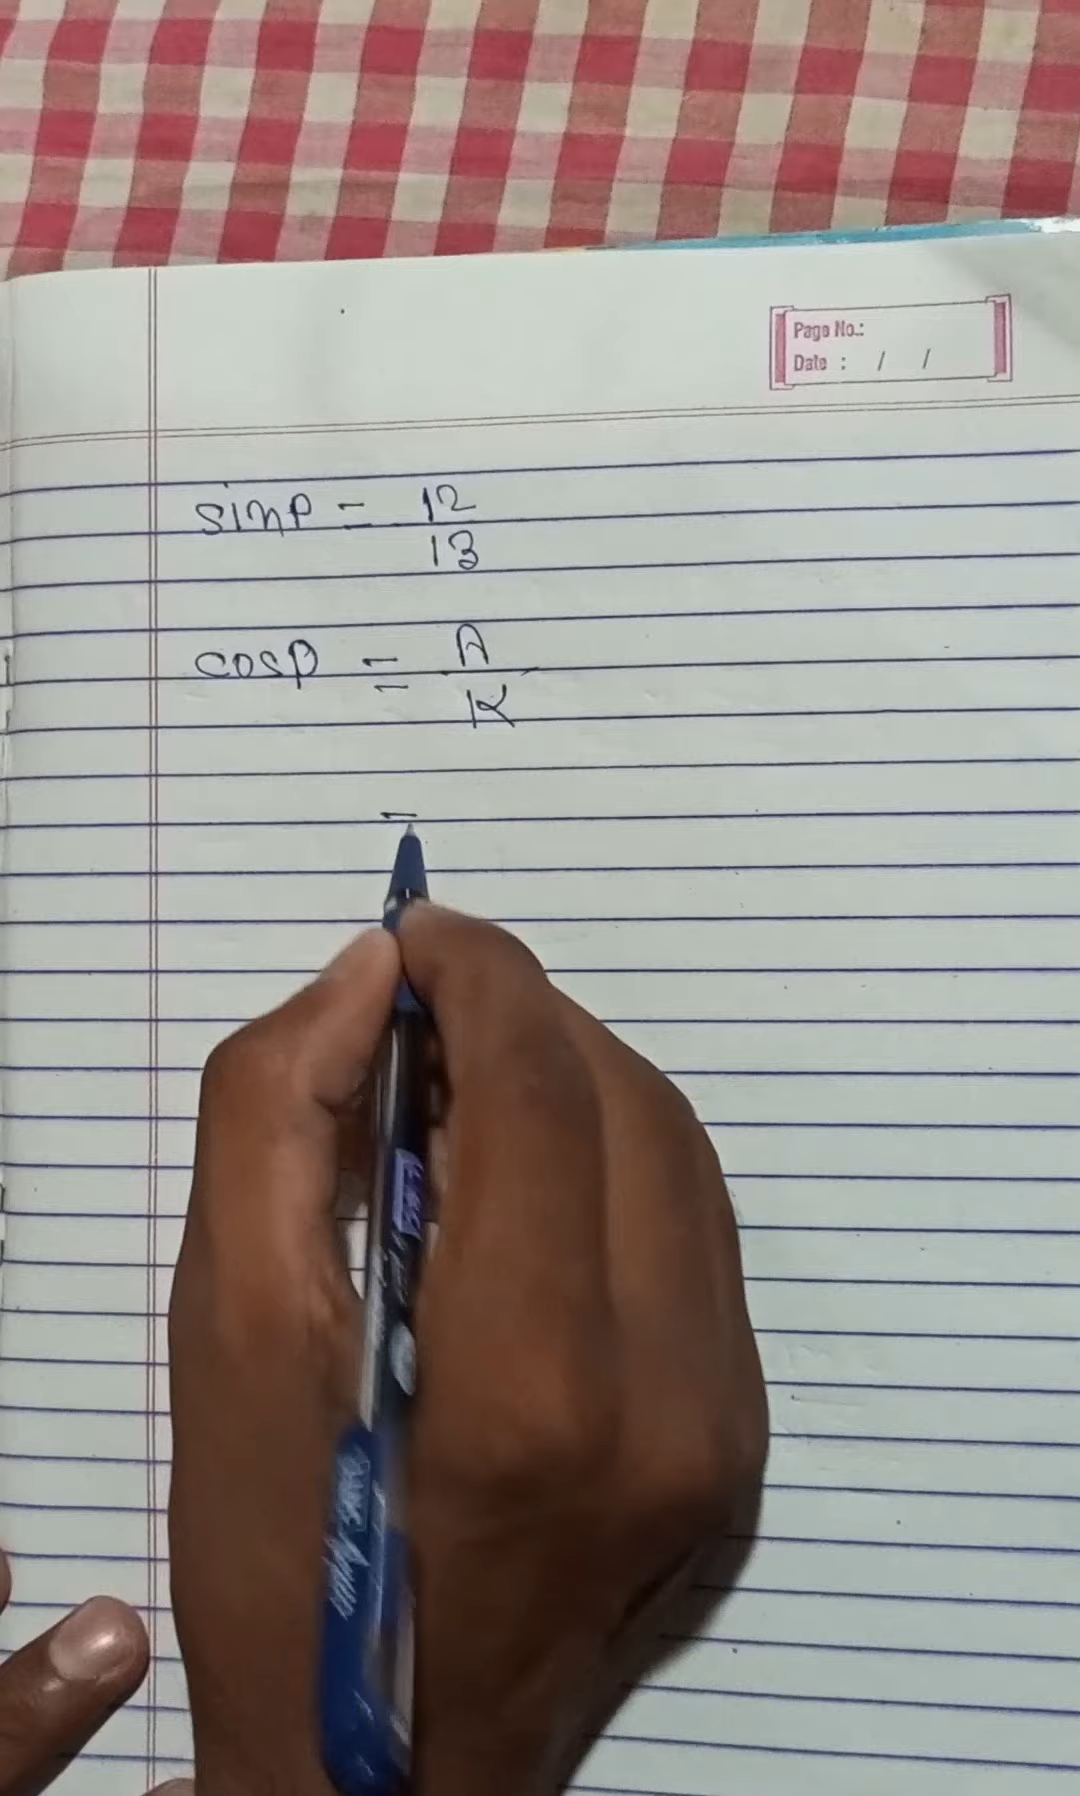 Page No.:
Date : / /
sinP = 12
13
cosP = A
K
=